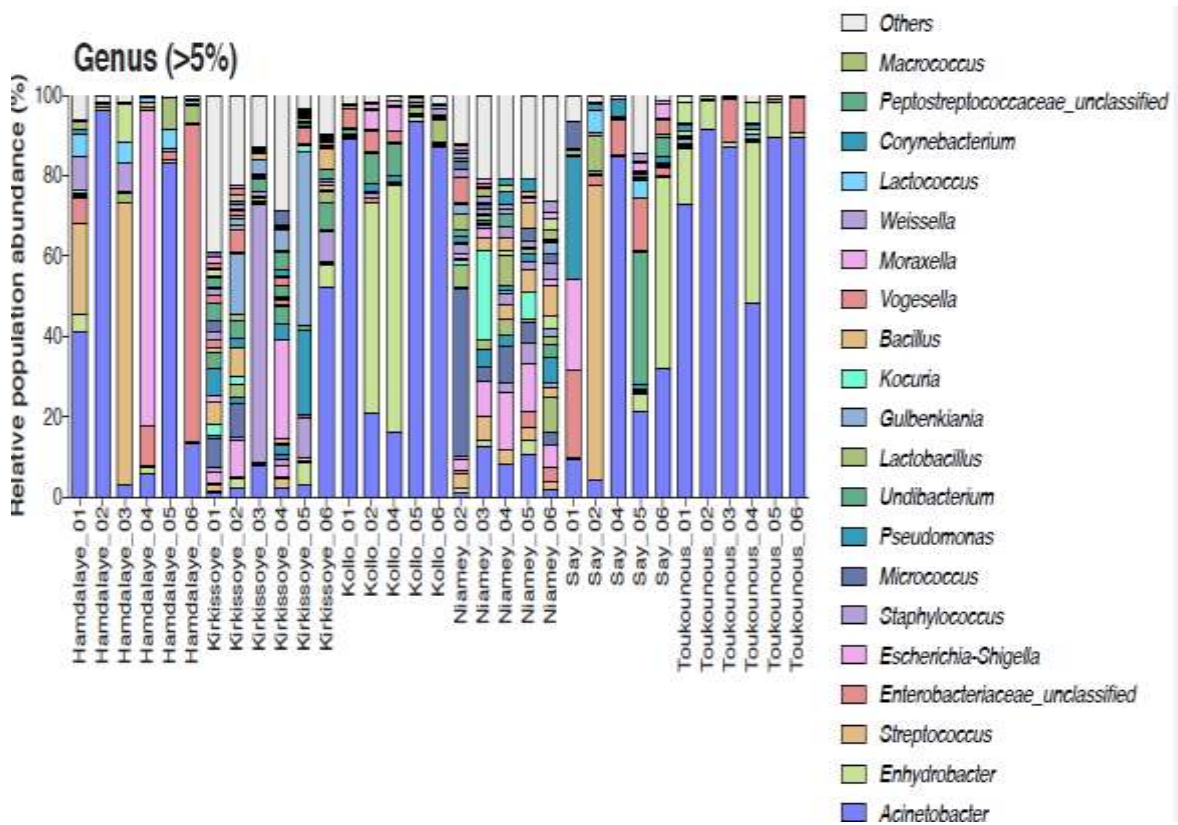 Genus (>5%)
Relative population abundance (%)
100
80
60
40
20
0
Hamdalaye_01
Hamdalaye_02
Hamdalaye_03
Hamdalaye_04
Hamdalaye_05
Hamdalaye_06
Kirkissoye_01
Kirkissoye_02
Kirkissoye_03
Kirkissoye_04
Kirkissoye_05
Kirkissoye_06
Kollo_01
Kollo_02
Kollo_04
Kollo_05
Kollo_06
Niamey_02
Niamey_03
Niamey_04
Niamey_05
Niamey_06
Say_01
Say_02
Say_04
Say_05
Say_06
Toukounous_01
Toukounous_02
Toukounous_03
Toukounous_04
Toukounous_05
Toukounous_06
Others
Macrococcus
Peptostreptococcaceae_unclassified
Corynebacterium
Lactococcus
Weissella
Moraxella
Vogesella
Bacillus
Kocuria
Gulbenkiania
Lactobacillus
Undibacterium
Pseudomonas
Micrococcus
Staphylococcus
Escherichia-Shigella
Enterobacteriaceae_unclassified
Streptococcus
Enhydrobacter
Acinetobacter